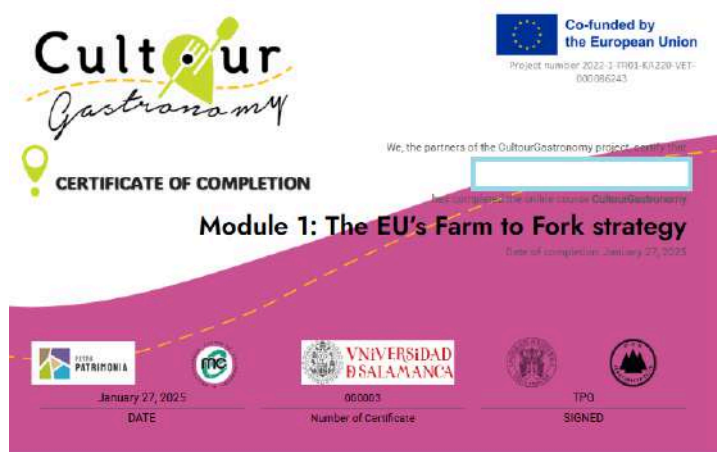 Cultour
Gastronomy
Co-funded by
the European Union
Project number 2022-1-FR01-KA220-VET-
000086243
We, the partners of the CultourGastronomy project, certify that
CERTIFICATE OF COMPLETION
has completed the online course CultourGastronomy
Module 1: The EU's Farm to Fork strategy
Date of completion: January 27, 2025
PATRIMONIA
mc
VNiVERSiDAD
D SALAMANCA
January 27, 2025
000003
TPG
DATE
Number of Certificate
SIGNED